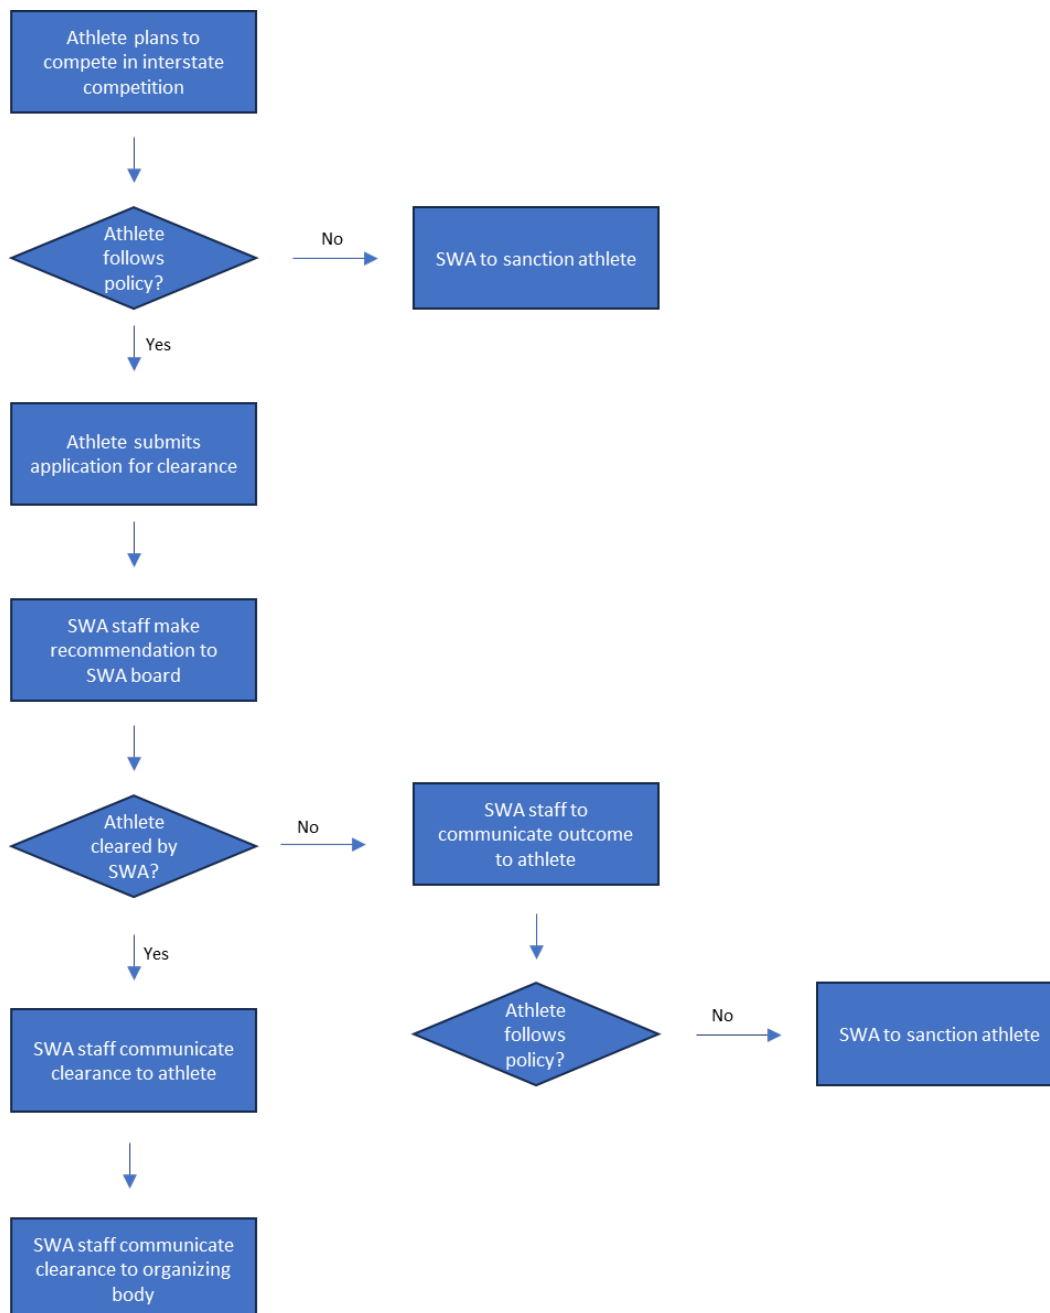 Athlete plans to
compete in interstate
competition
Athlete
follows
policy?
No
SWA to sanction athlete
Yes
Athlete submits
application for clearance
SWA staff make
recommendation to
SWA board
Athlete
cleared by
SWA?
No
SWA staff to
communicate outcome
to athlete
Yes
Athlete
follows
policy?
No
SWA to sanction athlete
SWA staff communicate
clearance to athlete
SWA staff communicate
clearance to organizing
body